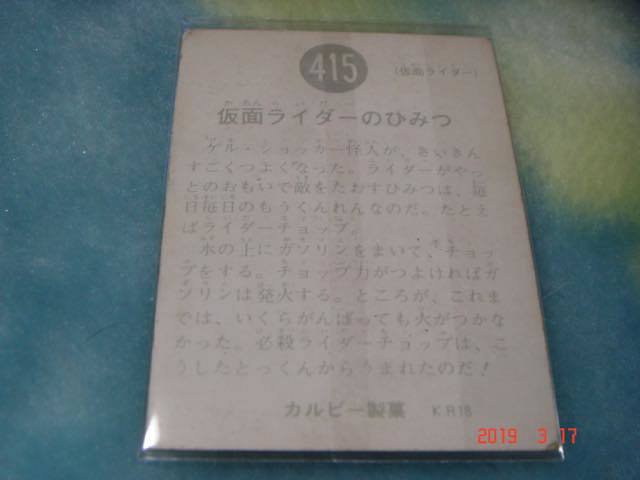 415
(仮面ライダー)
仮面ライダーのひみつ
ゲル・ショッカー怪人が、さいきん
すごくつよくなった。ライダーがやっ
とのおもいで敵をたおすひみつは、毎
日毎日のもうくんれんなのだ。たとえ
ばライダーチョップ。
水の上にガソリンをまいて、チョッ
プをする。チョップ力がつよければガ
ソリンは発火する。ところが、これま
では、いくらがんばっても火がつかな
かった。必殺ライダーチョップは、こ
うしたとっくんからうまれたのだ!
カルビー製菓 KR18
2019 3 17